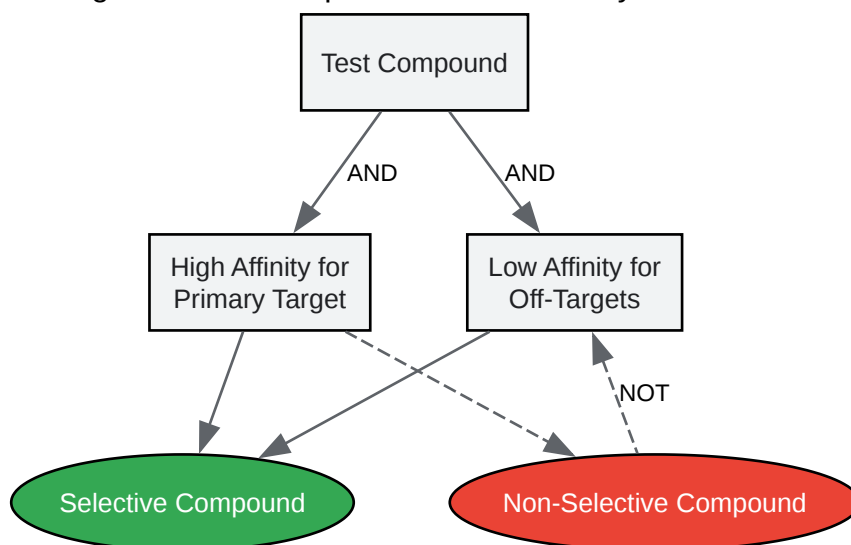 Test Compound
AND
AND
High Affinity for
Primary Target
Low Affinity for
Off-Targets
NOT
Selective Compound
Non-Selective Compound